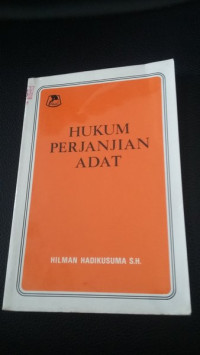 HUKUM
PERJANJIAN
ADAT
HILMAN HADIKUSUMA S.H.